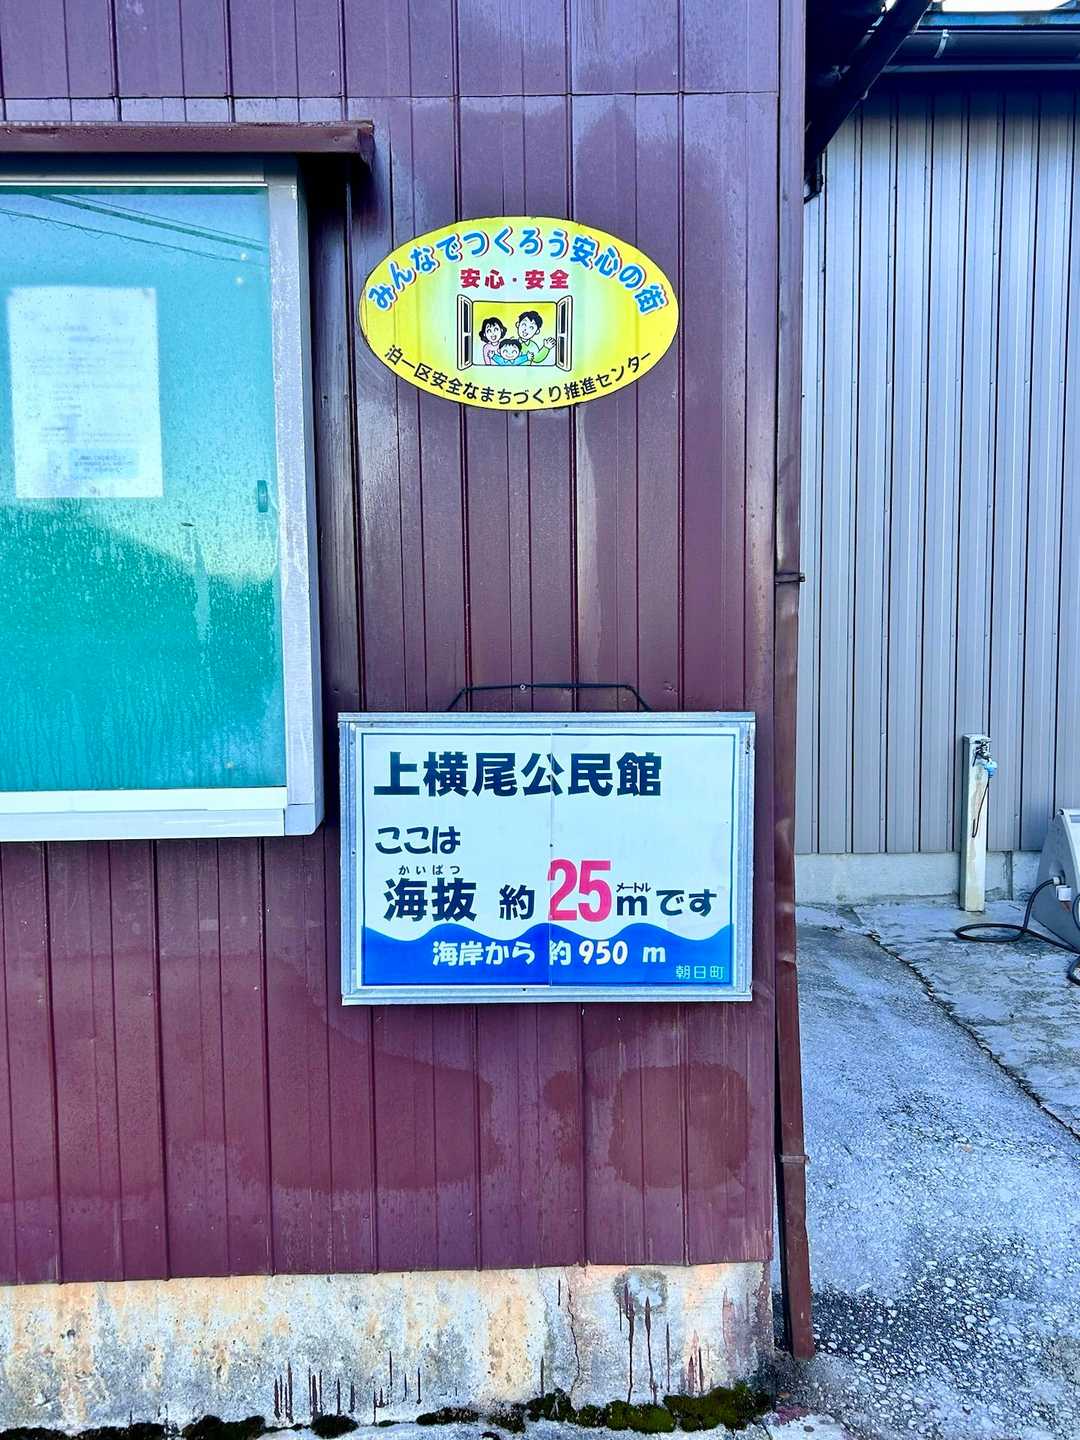 みんなでつくろう安心の街
安心・安全
泊一区安全なまちづくり推進センター
上横尾公民館
ここは
かいばつ
海抜 約25mです
メートル
海岸から 約950 m
朝日町